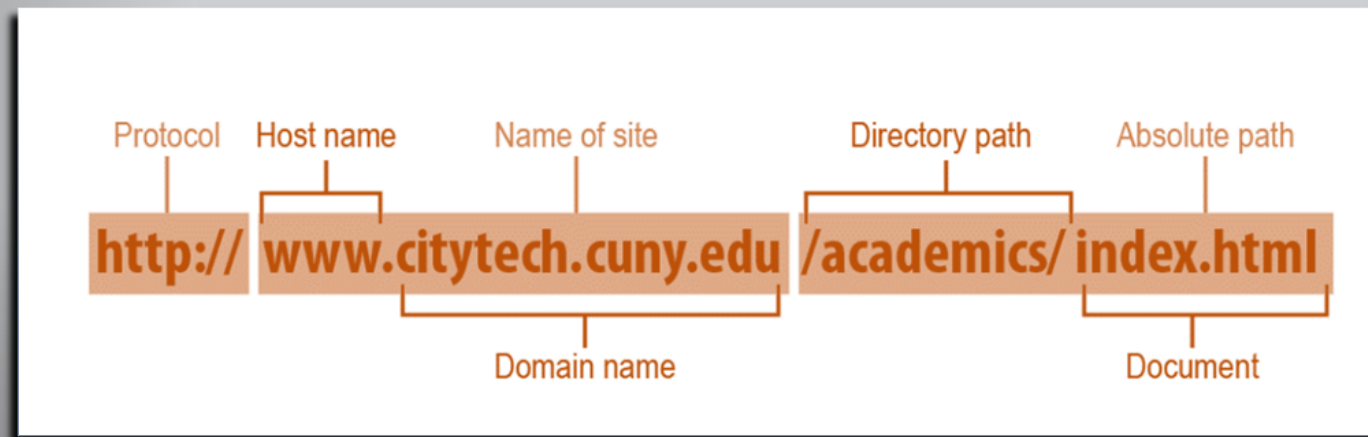 Protocol Host name Name of site Directory path Absolute path
http:// www.citytech.cuny.edu /academics/ index.html
Domain name Document